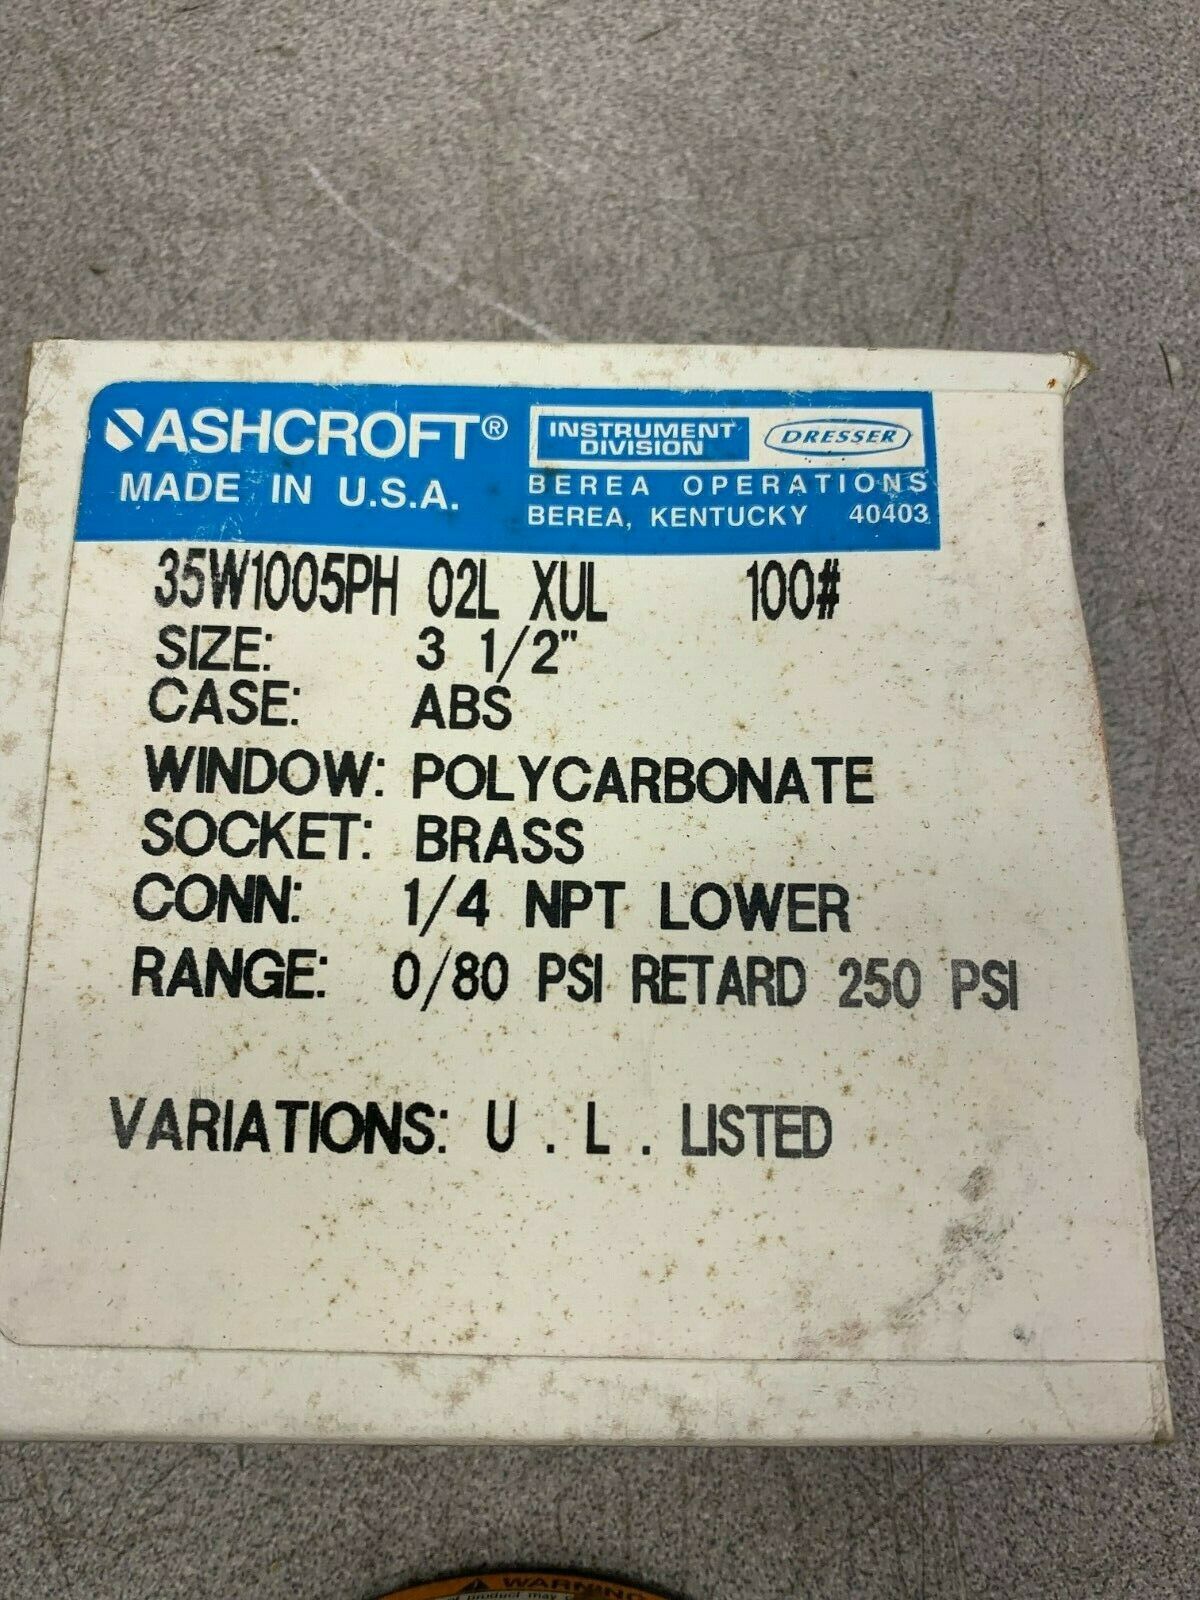 ASHCROFT®
MADE IN U.S.A.
INSTRUMENT
DIVISION
DRESSER
BEREA OPERATIONS
BEREA, KENTUCKY 40403
35W1005PH 02L XUL 100#
SIZE: 3 1/2"
CASE: ABS
WINDOW: POLYCARBONATE
SOCKET: BRASS
CONN: 1/4 NPT LOWER
RANGE: 0/80 PSI RETARD 250 PSI
VARIATIONS: U . L . LISTED
WARNING
product may